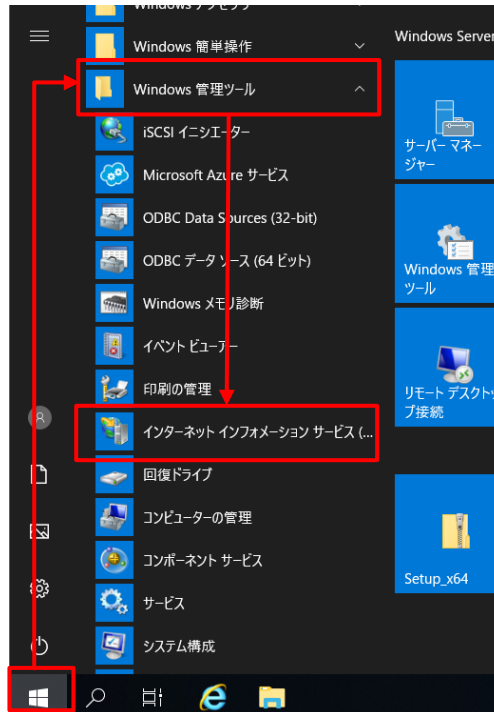 Windows 簡単操作
Windows 管理ツール
iSCSI イニシエーター
Microsoft Azure サービス
ODBC Data Sources (32-bit)
ODBC データ ソース (64 ビット)
Windows メモリ診断
イベント ビューアー
印刷の管理
インターネット インフォメーション サービス (...
回復ドライブ
コンピューターの管理
コンポーネント サービス
サービス
システム構成
Windows Server
サーバー マネー
ジャー
Windows 管理
ツール
リモート デスクトッ
プ接続
Setup_x64